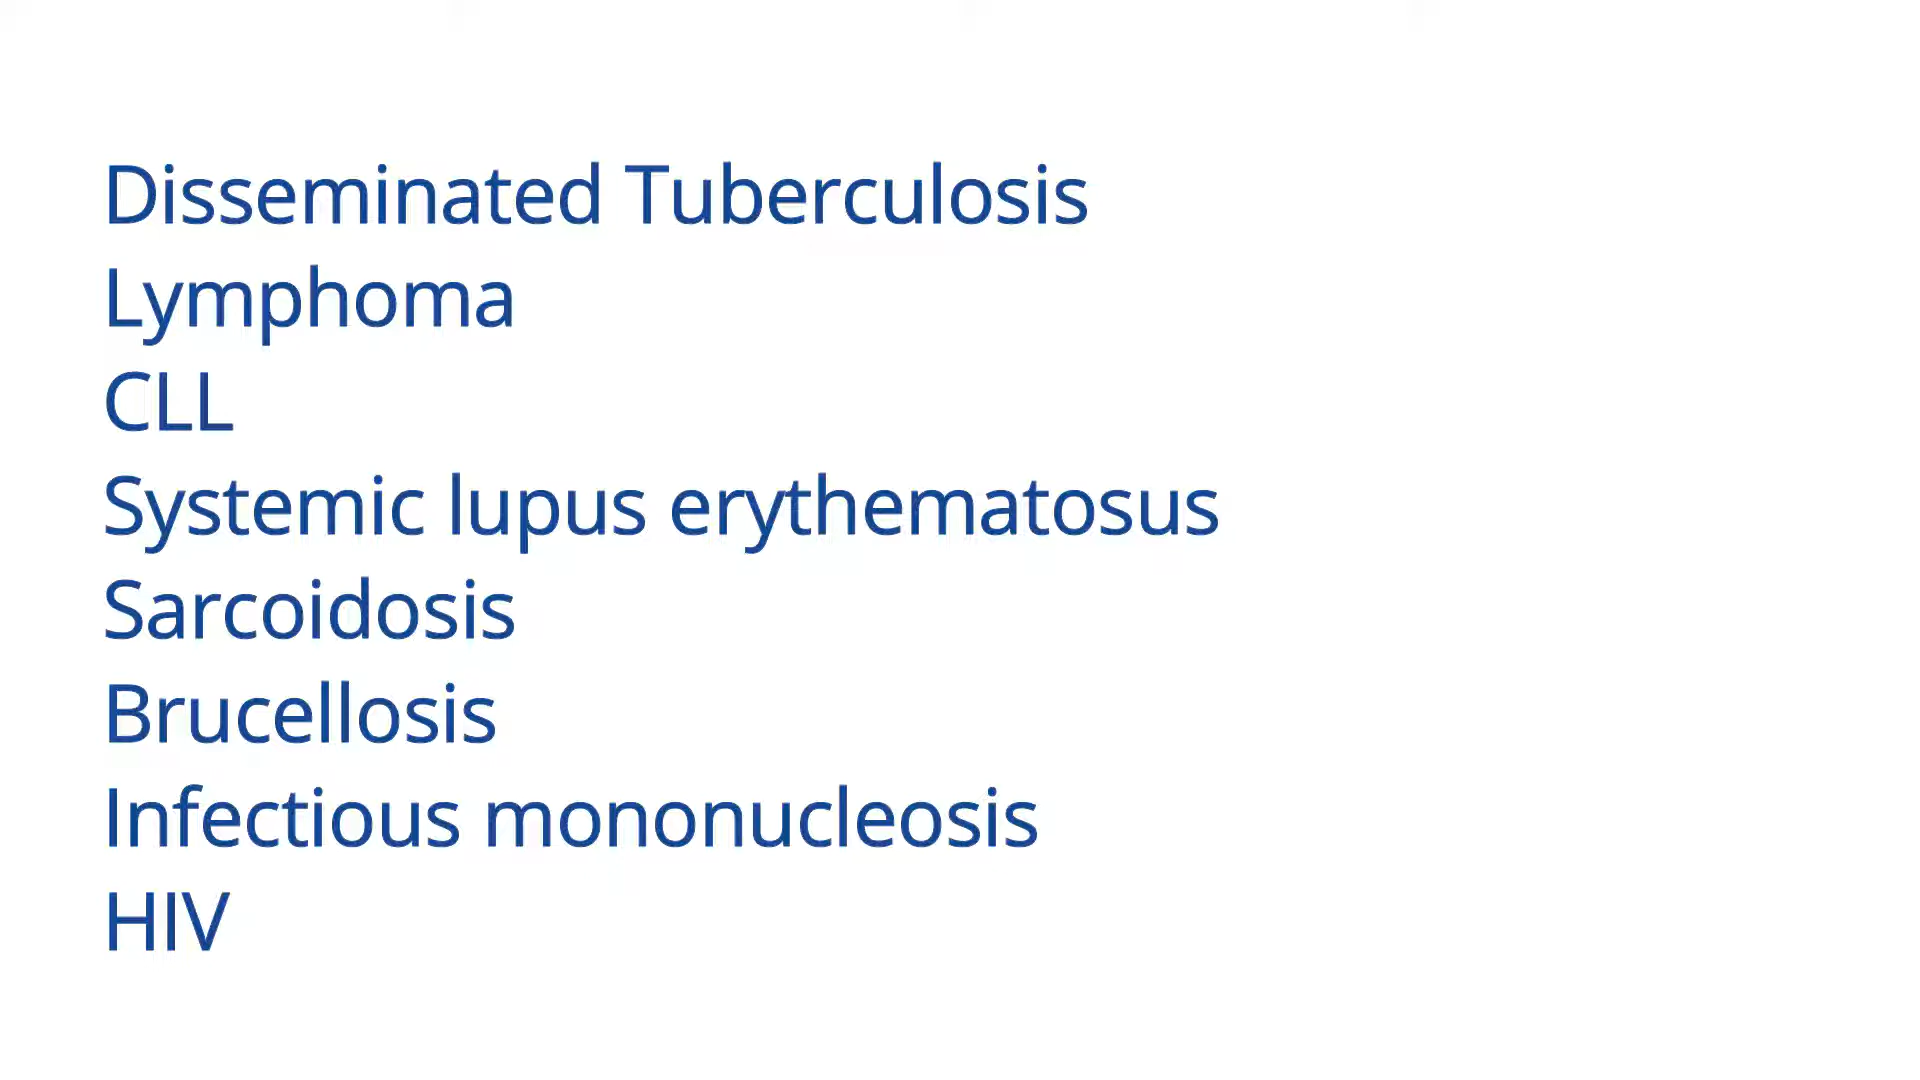 Disseminated Tuberculosis
Lymphoma
CLL
Systemic lupus erythematosus
Sarcoidosis
Brucellosis
Infectious mononucleosis
HIV